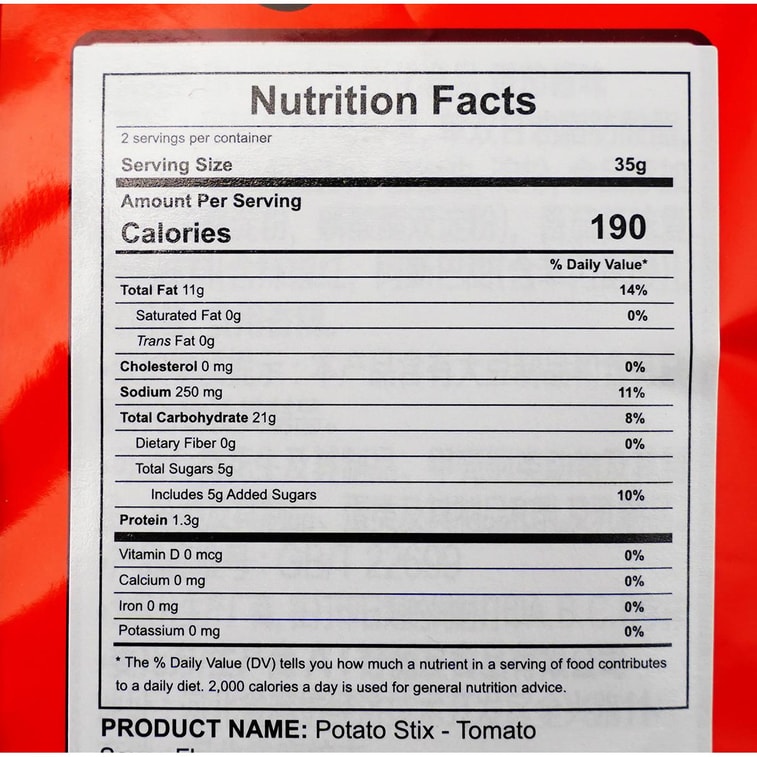 Nutrition Facts
2 servings per container
Serving Size 35g
Amount Per Serving
Calories 190
% Daily Value*
Total Fat 11g 14%
Saturated Fat 0g 0%
Trans Fat 0g
Cholesterol 0 mg 0%
Sodium 250 mg 11%
Total Carbohydrate 21g 8%
Dietary Fiber 0g 0%
Total Sugars 5g
Includes 5g Added Sugars 10%
Protein 1.3g
Vitamin D 0 mcg 0%
Calcium 0 mg 0%
Iron 0 mg 0%
Potassium 0 mg 0%
* The % Daily Value (DV) tells you how much a nutrient in a serving of food contributes
to a daily diet. 2,000 calories a day is used for general nutrition advice.
PRODUCT NAME: Potato Stix - Tomato